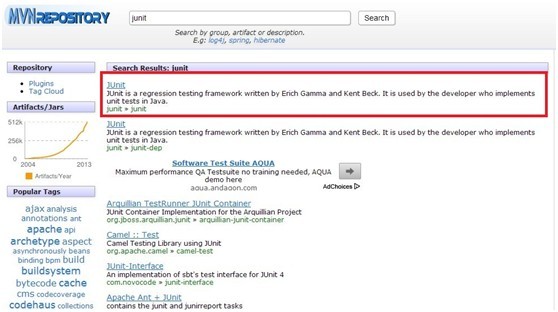 MVNREPOSITORY
junit
Search
Search by group, artifact or description.
E.g: log4j, spring, hibernate
Repository
Plugins
Tag Cloud
Artifacts/Jars
512k
256k
0k
2004 2013
Artifacts/Year
Popular Tags
ajax analysis
annotations ant
apache api
archetype aspect
asynchronously beans
binding bpm build
buildsystem
bytecode cache
cms codecoverage
codehaus collections
Search Results: junit
JUnit
JUnit is a regression testing framework written by Erich Gamma and Kent Beck. It is used by the developer who implements
unit tests in Java.
junit » junit
JUnit
JUnit is a regression testing framework written by Erich Gamma and Kent Beck. It is used by the developer who implements
unit tests in Java.
junit » junit-dep
Software Test Suite AQUA
Maximum performance QA Testsuite no training needed, AQUA
demo here
aqua.andagon.com
AdChoices
Arquillian TestRunner JUnit Container
JUnit Container Implementation for the Arquillian Project
org.jboss.arquillian.junit » arquillian-junit-container
Camel :: Test
Camel Testing Library using JUnit
org.apache.camel » camel-test
JUnit-Interface
An implementation of sbt's test interface for JUnit 4
com.novocode » junit-interface
Apache Ant + JUnit
contains the junit and junirreport tasks